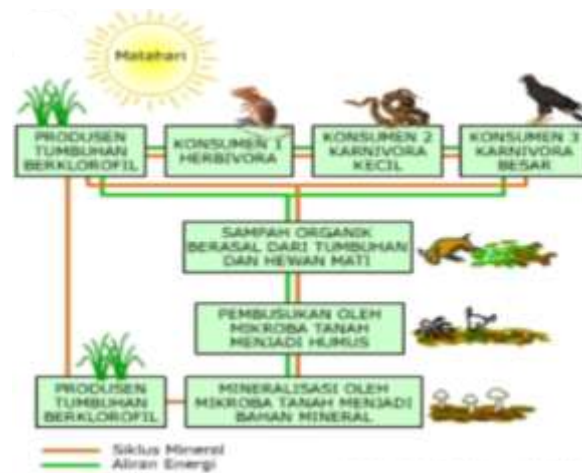 Matahari
PRODUSEN
TUMBUHAN
BERKLOROFIL
KONSUMEN 1
HERBIVORA
KONSUMEN 2
KARNIVORA
KECIL
KONSUMEN 3
KARNIVORA
BESAR
SAMPAH ORGANIK
BERASAL DARI TUMBUHAN
DAN HEWAN MATI
PEMBUSUKAN OLEH
MIKROBA TANAH
MENJADI HUMUS
PRODUSEN
TUMBUHAN
BERKLOROFIL
MINERALISASI OLEH
MIKROBA TANAH MENJADI
BAHAN MINERAL
Siklus Mineral
Aliran Energi